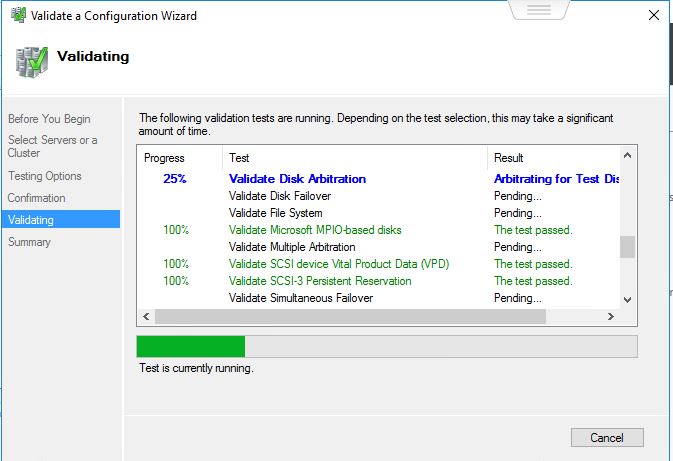 Validate a Configuration Wizard
Validating
Before You Begin
Select Servers or a
Cluster
Testing Options
Confirmation
Validating
Summary
The following validation tests are running. Depending on the test selection, this may take a significant
amount of time.
Progress Test Result
25% Validate Disk Arbitration Arbitrating for Test Dis
Validate Disk Failover Pending...
Validate File System Pending...
100% Validate Microsoft MPIO-based disks The test passed.
Validate Multiple Arbitration Pending...
100% Validate SCSI device Vital Product Data (VPD) The test passed.
100% Validate SCSI-3 Persistent Reservation The test passed.
Validate Simultaneous Failover Pending...
Test is currently running.
Cancel